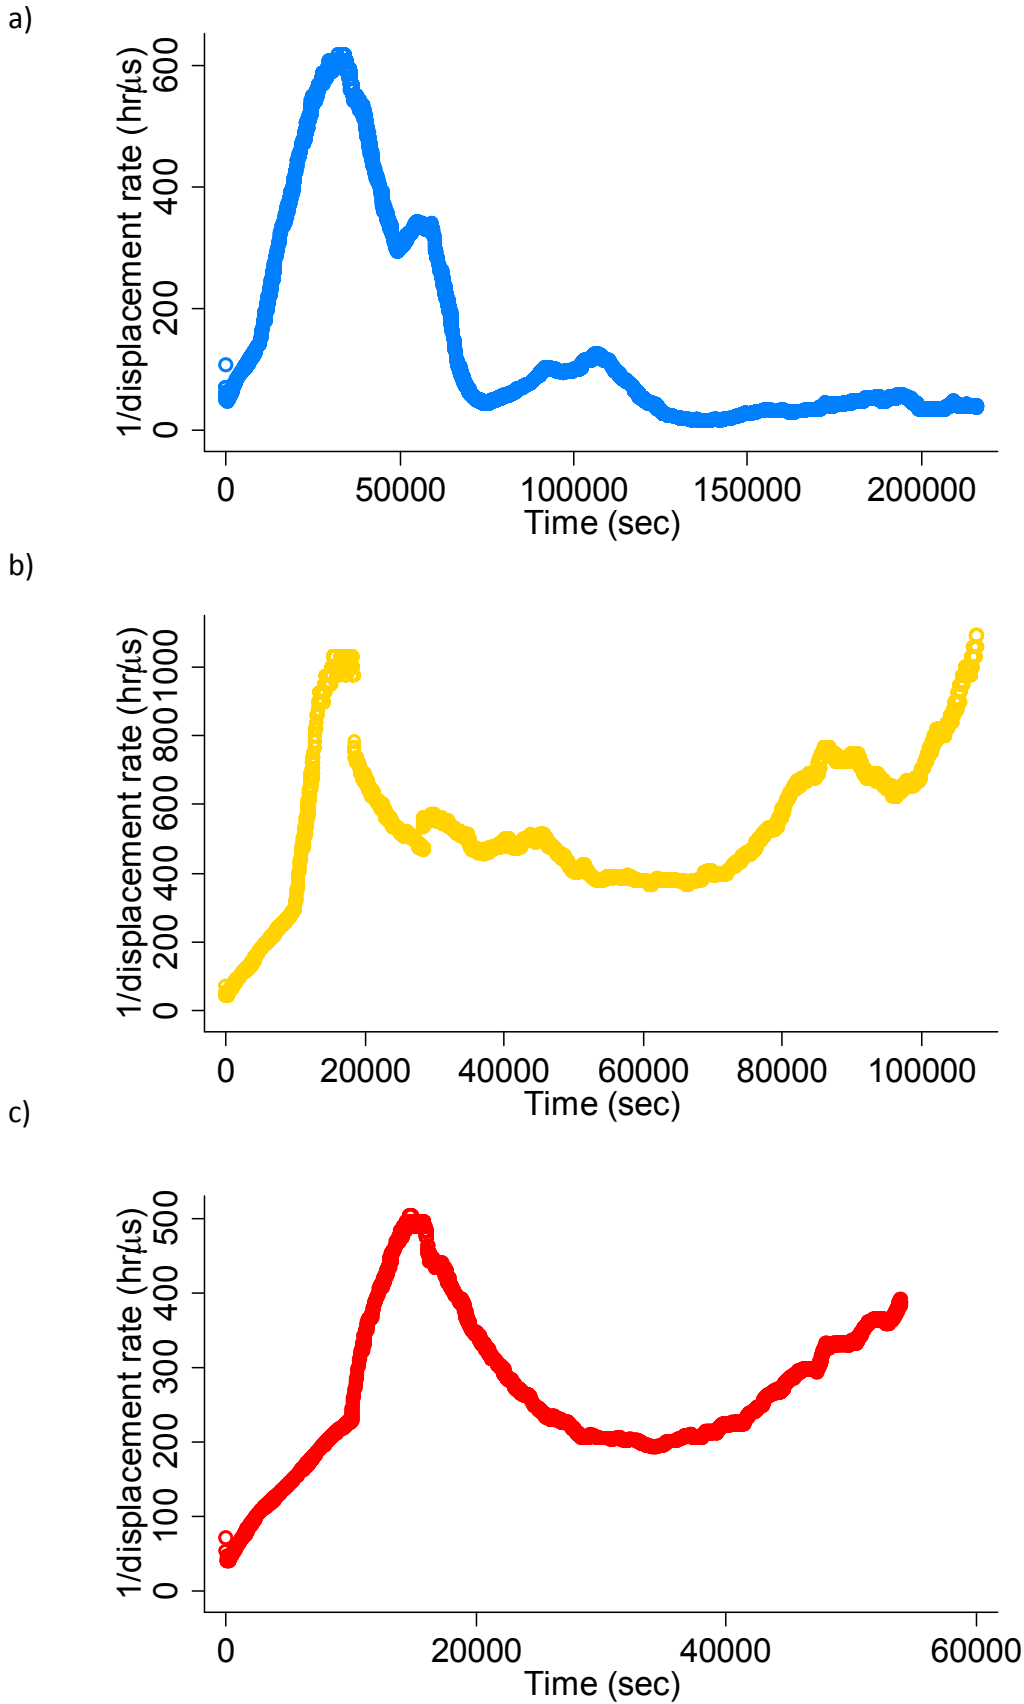 a)
1/displacement rate (hr/µs)
600
400
200
0
0 50000 100000 150000 200000
Time (sec)
b)
1/displacement rate (hr/µs)
1000
800
600
400
200
0
0 20000 40000 60000 80000 100000
Time (sec)
c)
1/displacement rate (hr/µs)
500
400
300
200
100
0
0 20000 40000 60000
Time (sec)